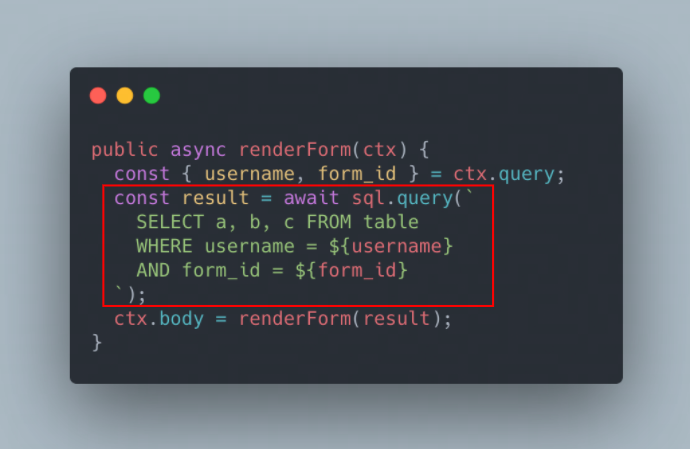 public async renderForm(ctx) {
  const { username, form_id } = ctx.query;
  const result = await sql.query(`
    SELECT a, b, c FROM table
    WHERE username = ${username}
    AND form_id = ${form_id}
  `);
  ctx.body = renderForm(result);
}